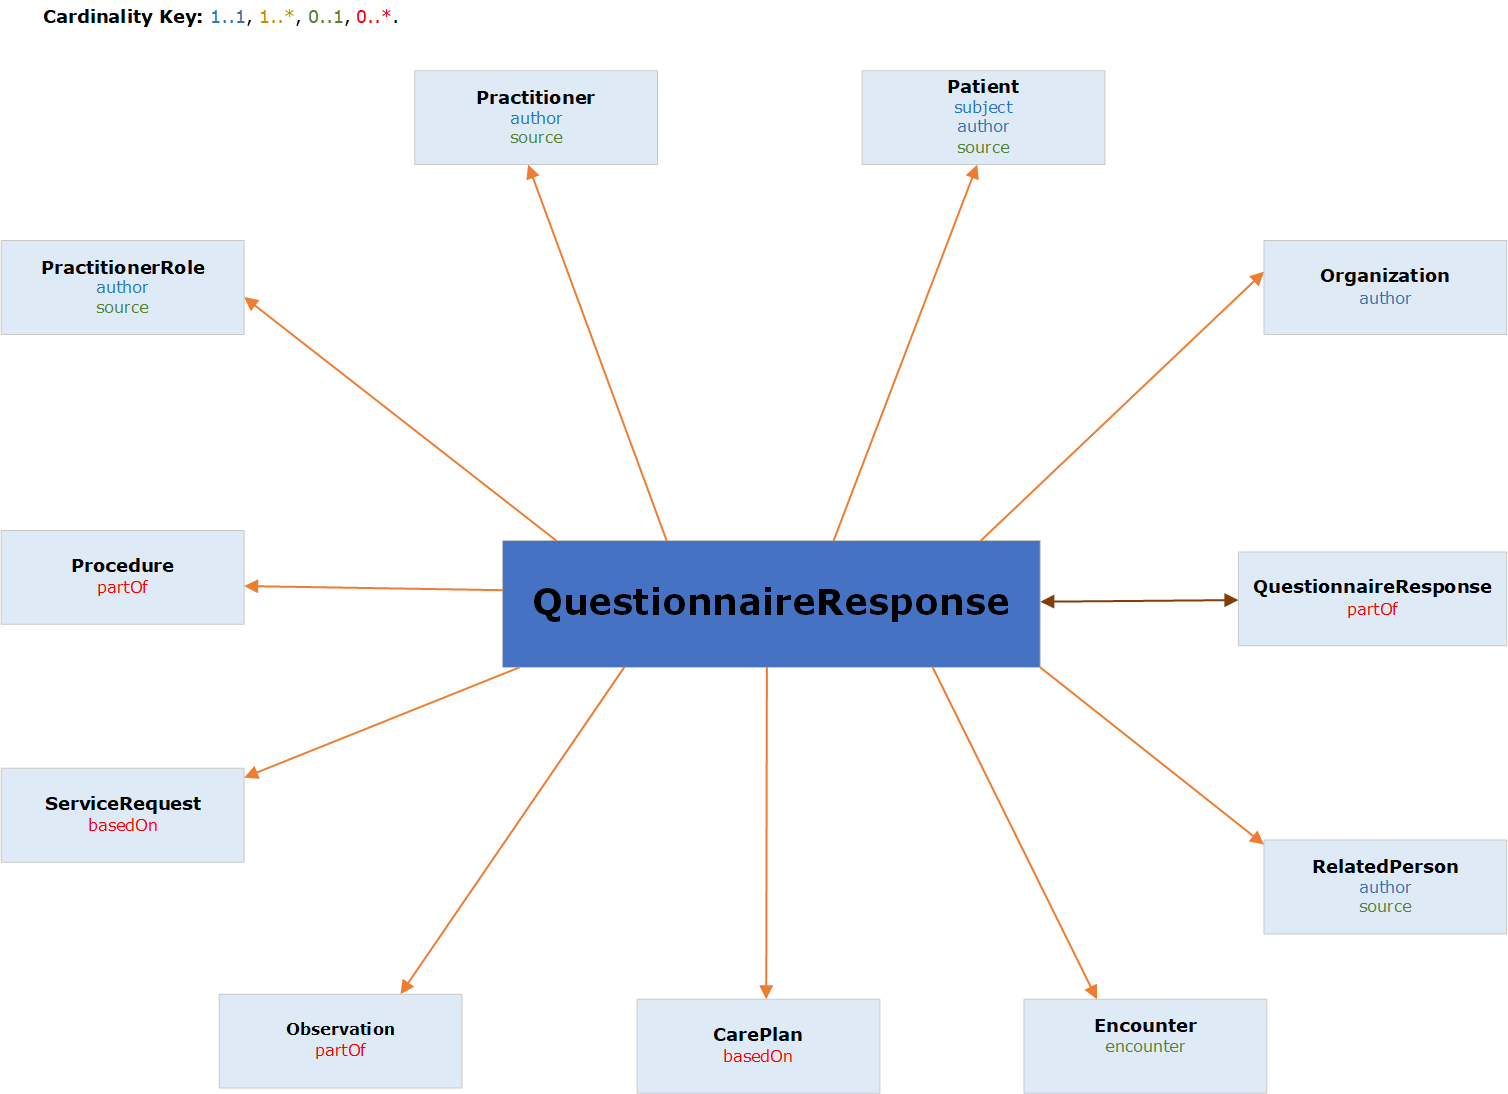 Cardinality Key: 1..1, 1..*, 0..1, 0..*.
Practitioner
author
source
Patient
subject
author
source
PractitionerRole
author
source
Organization
author
Procedure
partOf
QuestionnaireResponse
QuestionnaireResponse
partOf
ServiceRequest
basedOn
RelatedPerson
author
source
Observation
partOf
CarePlan
basedOn
Encounter
encounter